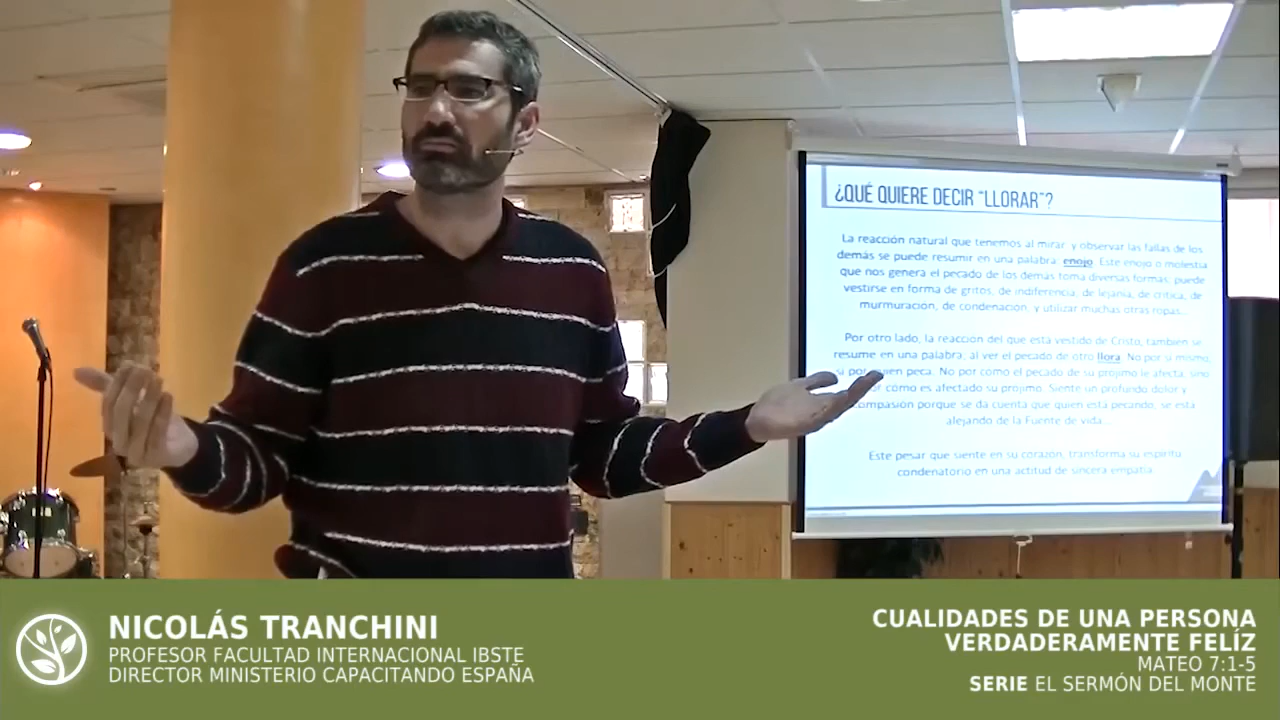 ¿QUÉ QUIERE DECIR “LLORAR”?
La reacción natural que tenemos al mirar y observar las fallas de los
demás se puede resumir en una palabra: enojo. Este enojo o molestia
que nos genera el pecado de los demás toma diversas formas, puede
vestirse en forma de gritos, de indiferencia, de lejanía, de crítica, de
murmuración, de condenación, y utilizar muchas otras ropas...
Por otro lado, la reacción del que está vestido de Cristo, también se
resume en una palabra, al ver el pecado de otro llora. No por si mismo,
si por quien peca. No por cómo el pecado de su prójimo le afecta, sino
cómo es afectado su prójimo. Siente un profundo dolor y
compasión porque se da cuenta que quien está pecando, se está
alejando de la Fuente de vida...
Este pesar que siente en su corazón, transforma su espíritu
condenatorio en una actitud de sincera empatía.
NICOLÁS TRANCHINI
PROFESOR FACULTAD INTERNACIONAL IBSTE
DIRECTOR MINISTERIO CAPACITANDO ESPAÑA
CUALIDADES DE UNA PERSONA
VERDADERAMENTE FELÍZ
MATEO 7:1-5
SERIE EL SERMÓN DEL MONTE